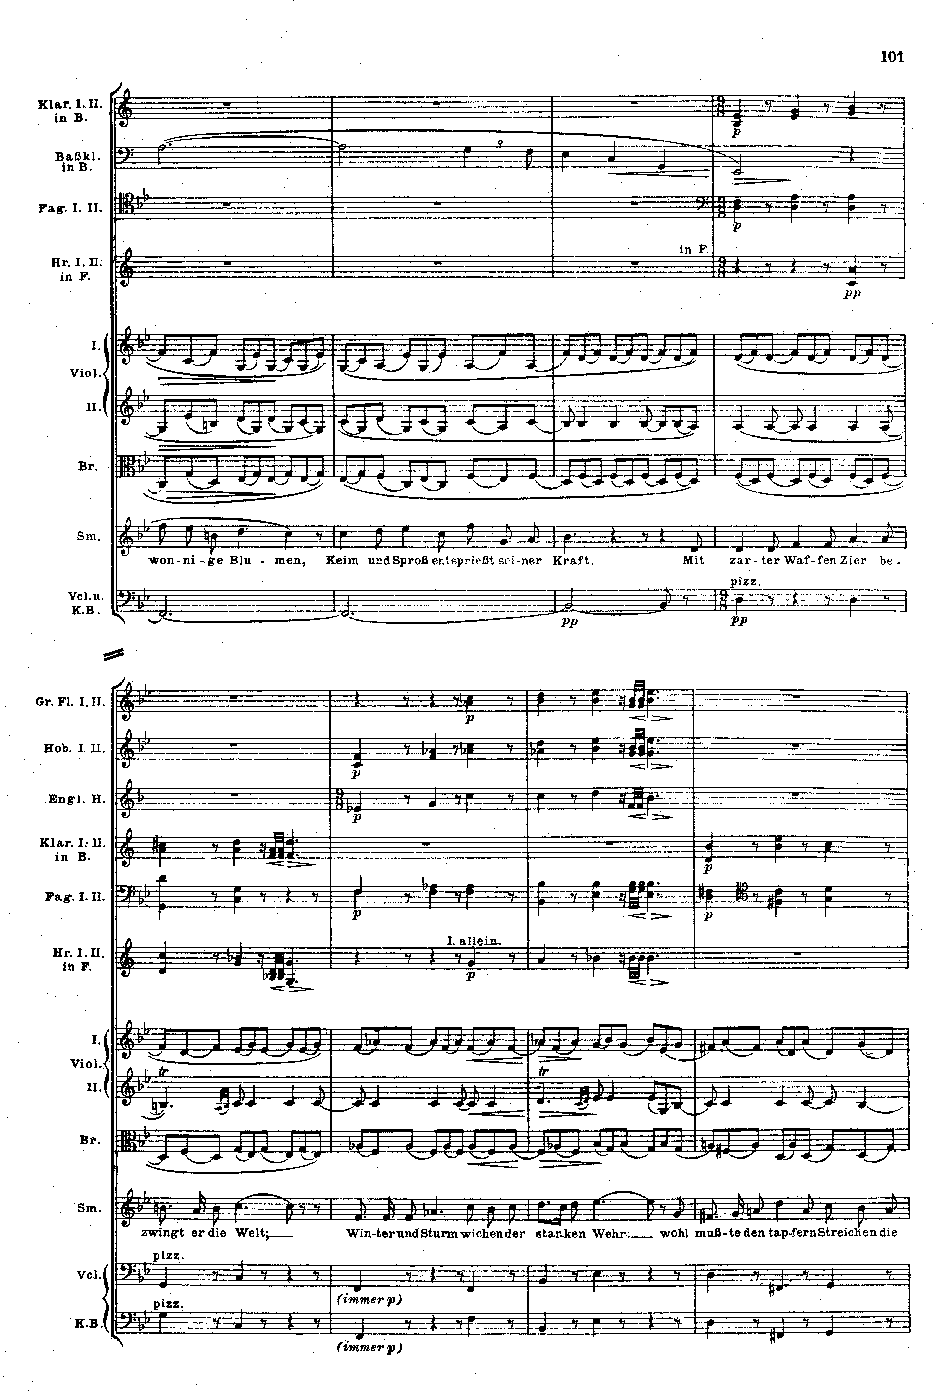 101
Klar. I. II.
in B.
p
Baßkl.
in B.
3
Fag. I. II.
p
in F.
Hr. I. II.
in F.
pp
I.
Viol.
II.
Br.
Sm.
won-ni-ge Blu - men, Keim und Sproß entsprießt sei-ner Kraft. Mit zar-ter Waf-fen Zier be-
pizz.
Vcl. u.
K.B.
pp pp
Gr. Fl. I. II.
p
Hob. I. II.
p
Engl. H.
p
Klar. I. II.
in B.
p
Fag. I. II.
p p
I. allein.
Hr. I. II.
in F.
p
I.
Viol.
tr tr
II.
Br.
Sm.
zwingt er die Welt; Win-ter und Sturm wichen der starken Wehr: wohl muß-te den tap-fern Streichen die
pizz.
Vcl.
(immer p)
pizz.
K.B.
(immer p)